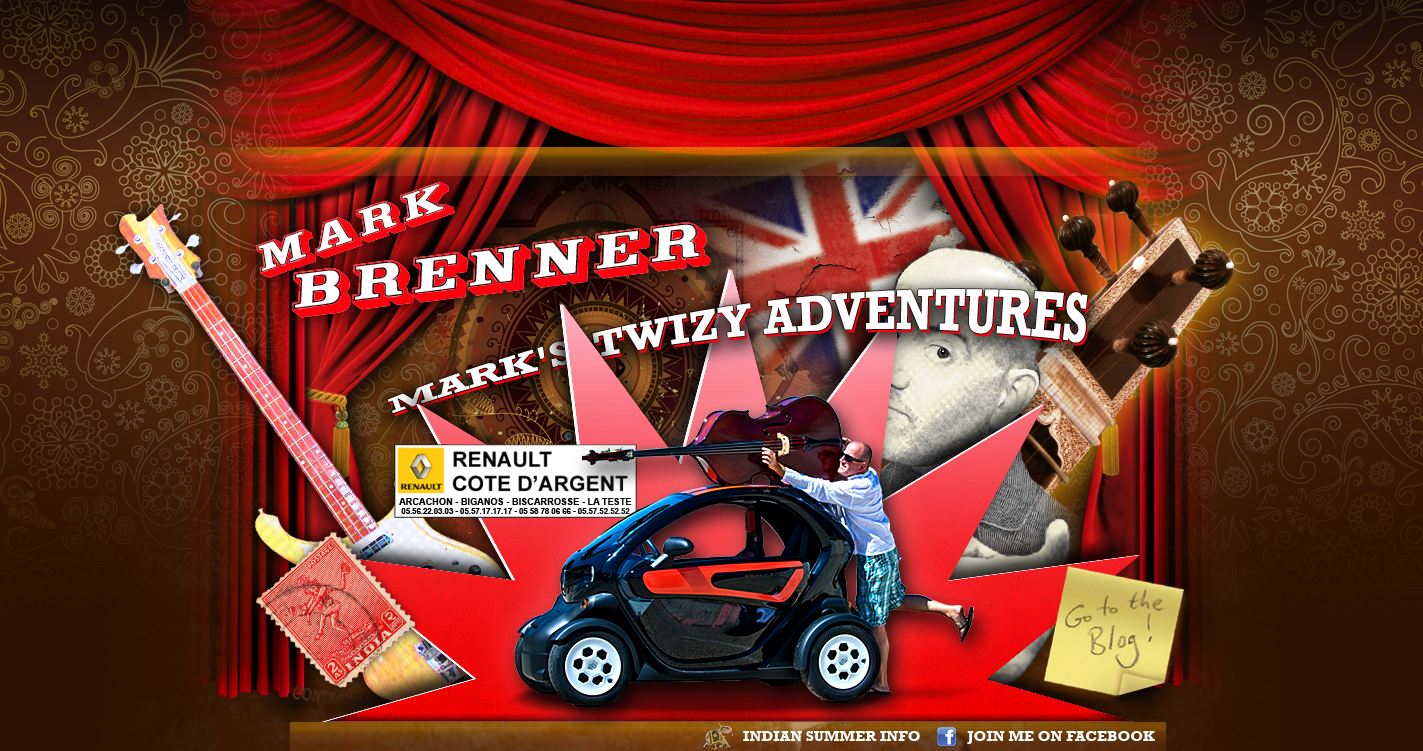 MARK
BRENNER
MARK'S TWIZY ADVENTURES
RENAULT
COTE D'ARGENT
RENAULT
ARCACHON - BIGANOS - BISCARROSSE - LA TESTE
05.56.22.03.03 - 05.57.17.17.17 - 05 58 78 06 66 - 05.57.52.52.52
POSTAGE
INDIA
Go to the
Blog!
INDIAN SUMMER INFO
JOIN ME ON FACEBOOK